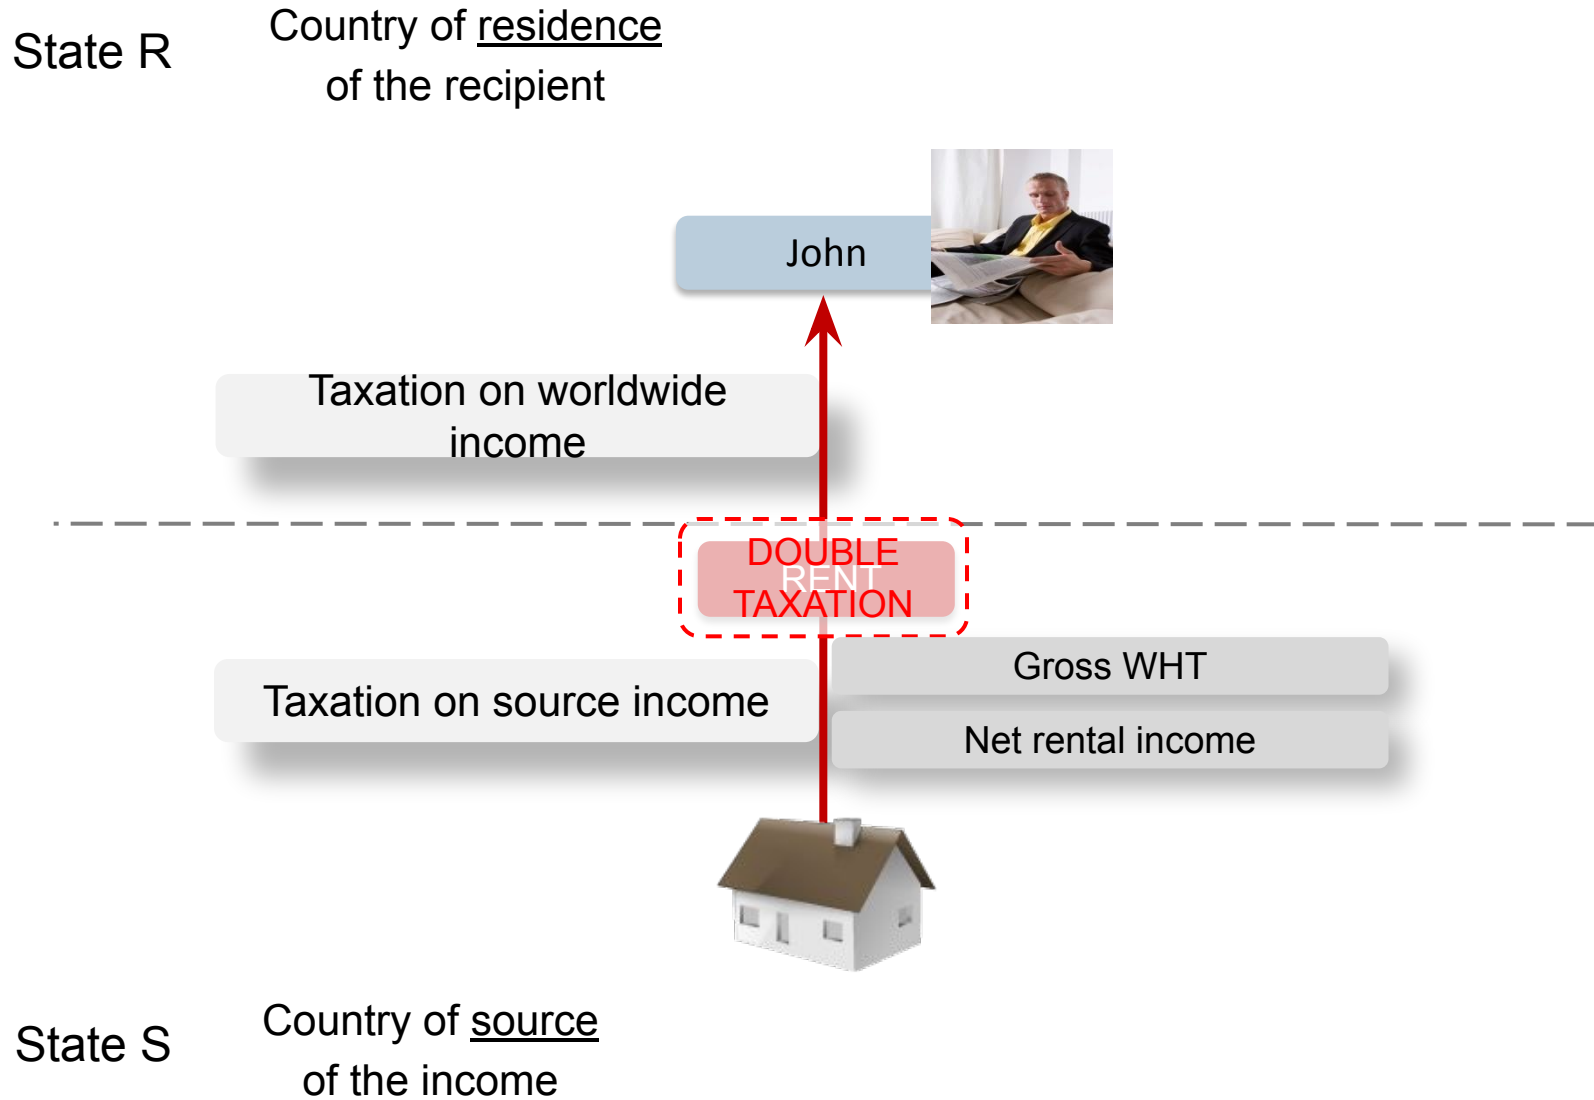 State R
Country of residence
of the recipient
John
Taxation on worldwide
income
DOUBLE
RENT
TAXATION
Taxation on source income
Gross WHT
Net rental income
State S
Country of source
of the income